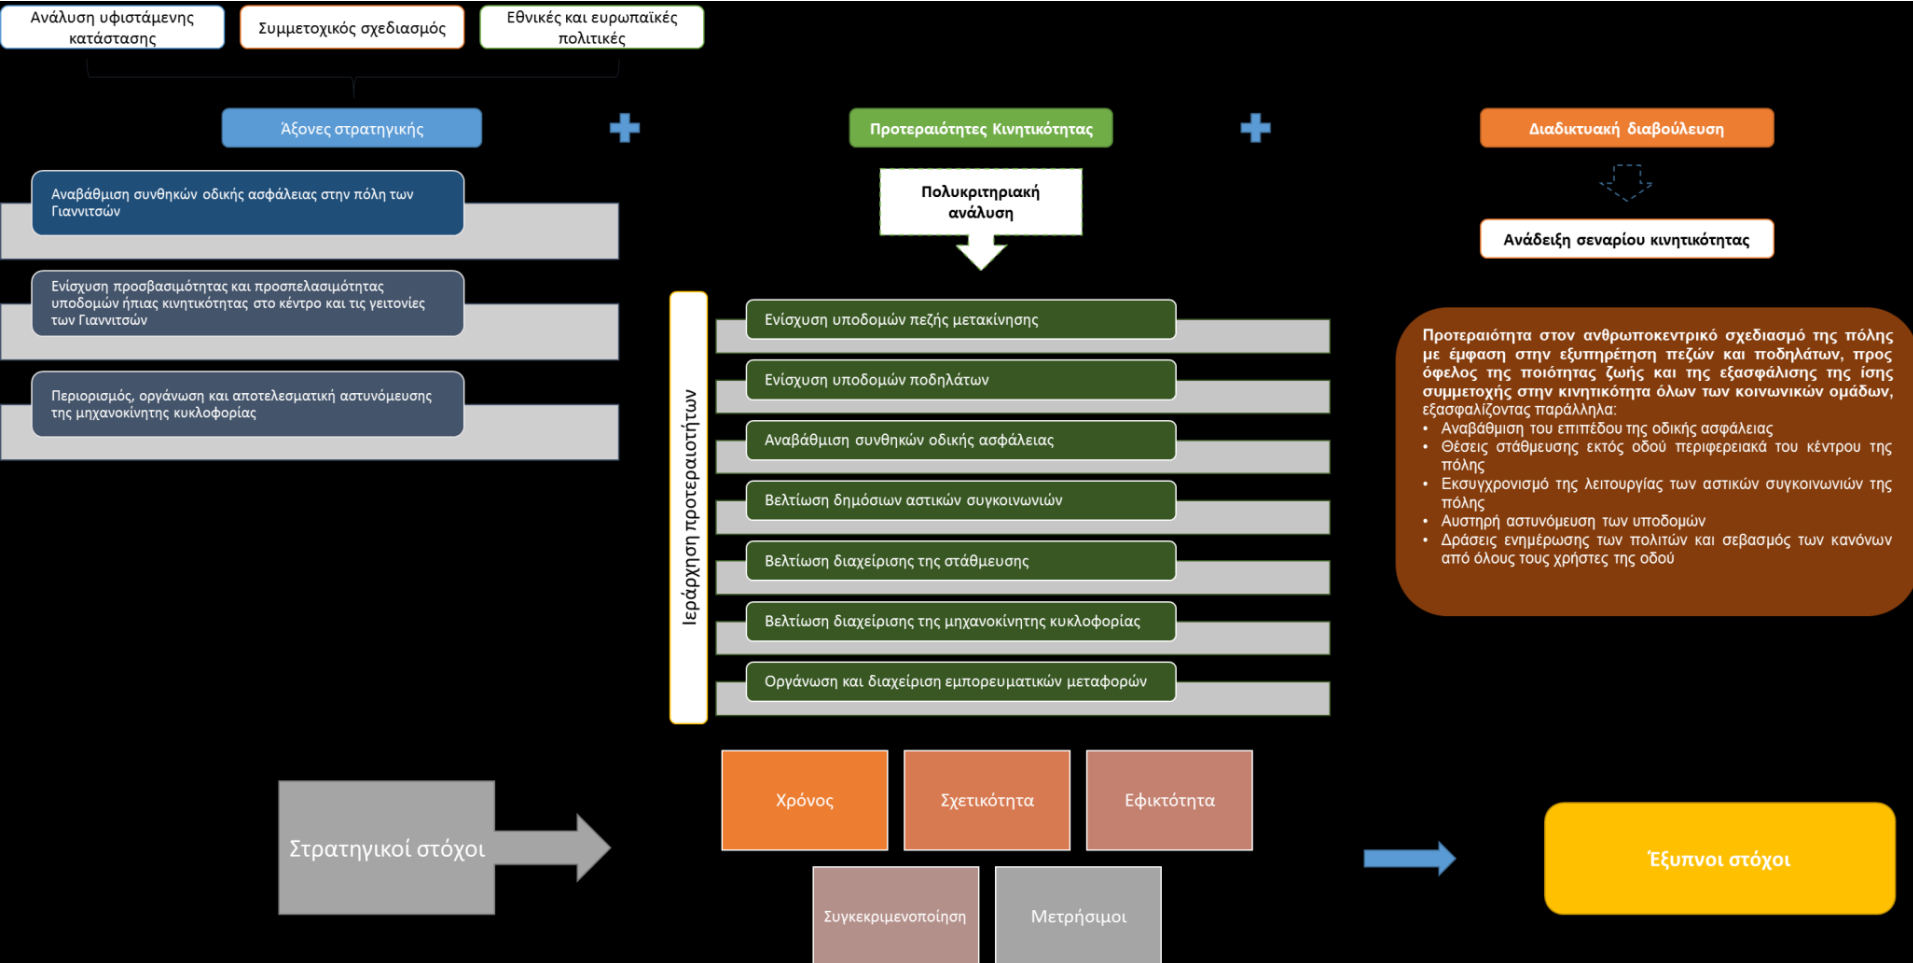 Ανάλυση υφιστάμενης
κατάστασης
Συμμετοχικός σχεδιασμός
Εθνικές και ευρωπαϊκές
πολιτικές
Άξονες στρατηγικής
Αναβάθμιση συνθηκών οδικής ασφάλειας στην πόλη των
Γιαννιτσών
Ενίσχυση προσβασιμότητας και προσπελασιμότητας
υποδομών ήπιας κινητικότητας στο κέντρο και τις γειτονίες
των Γιαννιτσών
Περιορισμός, οργάνωση και αποτελεσματική αστυνόμευσης
της μηχανοκίνητης κυκλοφορίας
Προτεραιότητες Κινητικότητας
Πολυκριτηριακή
ανάλυση
Ιεράρχηση προτεραιοτήτων
Ενίσχυση υποδομών πεζής μετακίνησης
Ενίσχυση υποδομών ποδηλάτων
Αναβάθμιση συνθηκών οδικής ασφάλειας
Βελτίωση δημόσιων αστικών συγκοινωνιών
Βελτίωση διαχείρισης της στάθμευσης
Βελτίωση διαχείρισης της μηχανοκίνητης κυκλοφορίας
Οργάνωση και διαχείριση εμπορευματικών μεταφορών
Διαδικτυακή διαβούλευση
Ανάδειξη σεναρίου κινητικότητας
Προτεραιότητα στον ανθρωποκεντρικό σχεδιασμό της πόλης
με έμφαση στην εξυπηρέτηση πεζών και ποδηλάτων, προς
όφελος της ποιότητας ζωής και της εξασφάλισης της ίσης
συμμετοχής στην κινητικότητα όλων των κοινωνικών ομάδων,
εξασφαλίζοντας παράλληλα:
• Αναβάθμιση του επιπέδου της οδικής ασφάλειας
• Θέσεις στάθμευσης εκτός οδού περιφερειακά του κέντρου της
πόλης
• Εκσυγχρονισμό της λειτουργίας των αστικών συγκοινωνιών της
πόλης
• Αυστηρή αστυνόμευση των υποδομών
• Δράσεις ενημέρωσης των πολιτών και σεβασμός των κανόνων
από όλους τους χρήστες της οδού
Στρατηγικοί στόχοι
Χρόνος
Σχετικότητα
Εφικτότητα
Συγκεκριμενοποίηση
Μετρήσιμοι
Έξυπνοι στόχοι